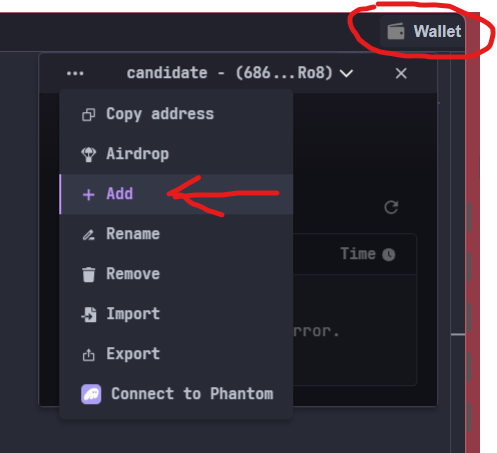 Wallet
candidate - (686...Ro8)
Copy address
Airdrop
Add
Rename
Time
Remove
Import
rror.
Export
Connect to Phantom